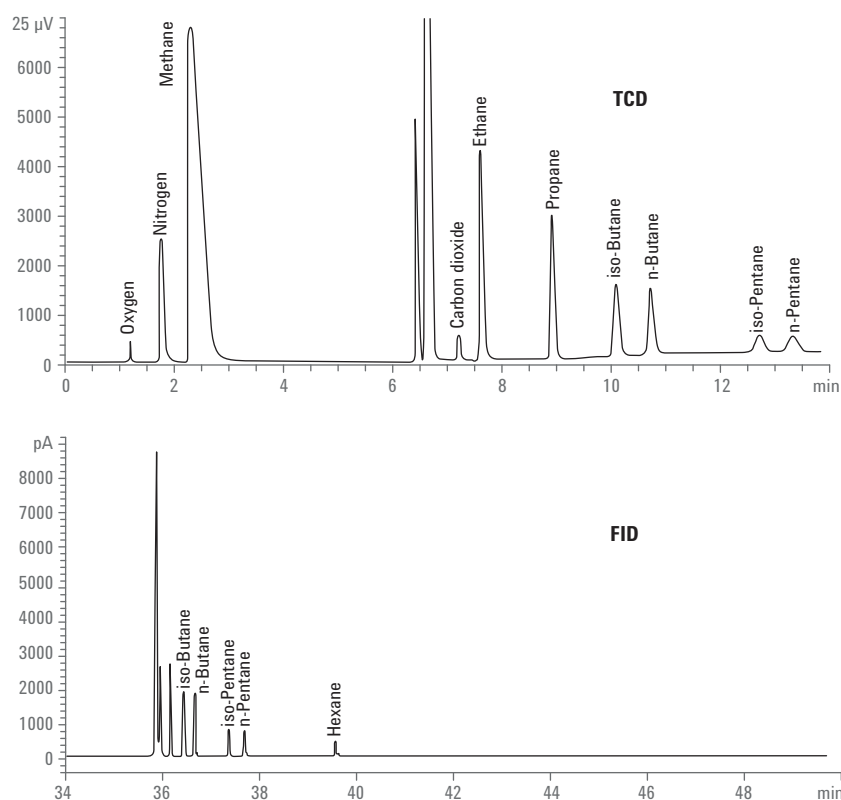 25 µV
6000
5000
4000
3000
2000
1000
0
Methane
Nitrogen
Oxygen
Carbon dioxide
Ethane
Propane
iso-Butane
n-Butane
iso-Pentane
n-Pentane
TCD
0 2 4 6 8 10 12 min
pA
8000
7000
6000
5000
4000
3000
2000
1000
0
iso-Butane
n-Butane
iso-Pentane
n-Pentane
Hexane
FID
34 36 38 40 42 44 46 48 min